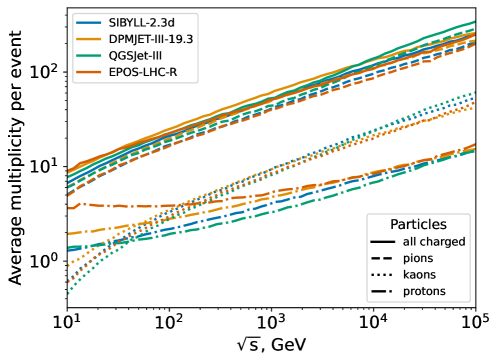 Average multiplicity per event
10²
10¹
10⁰
SIBYLL-2.3d
DPMJET-III-19.3
QGSJet-III
EPOS-LHC-R
Particles
all charged
pions
kaons
protons
10¹ 10² 10³ 10⁴ 10⁵
√s, GeV